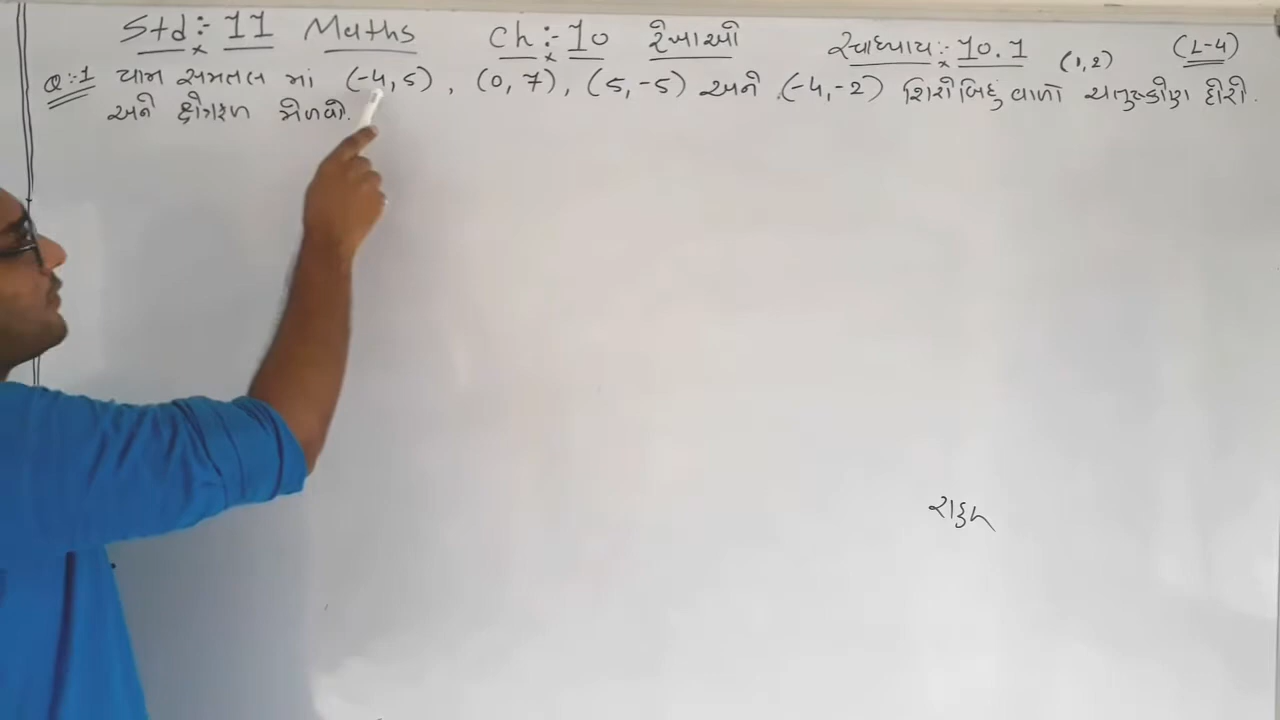 Std:- 11 Maths Ch:- 10 રેખાઓ સ્વાધ્યાય:- 10.1 (1,2) (L-4)
Q:-1 યામ સમતલ માં (-4,5), (0,7), (5,-5) અને (-4,-2) શિરોબિંદુ વાળો ચતુષ્કોણ દોરો.
અને ક્ષેત્રફળ મેળવો.